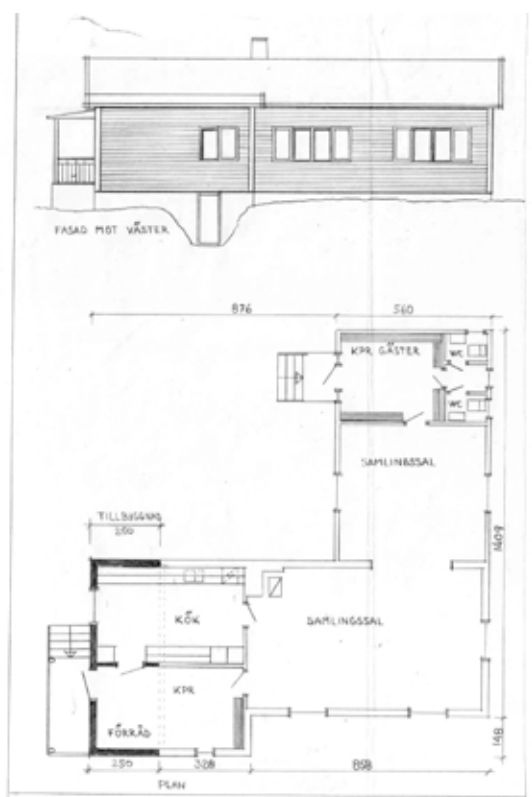 FASAD MOT VÄSTER
876
560
KPR GÄSTER
WC
WC
SAMLINGSSAL
TILLBYGGNAD
250
1409
KÖK
SAMLINGSSAL
KPR
FÖRRÅD
148
250
328
858
PLAN